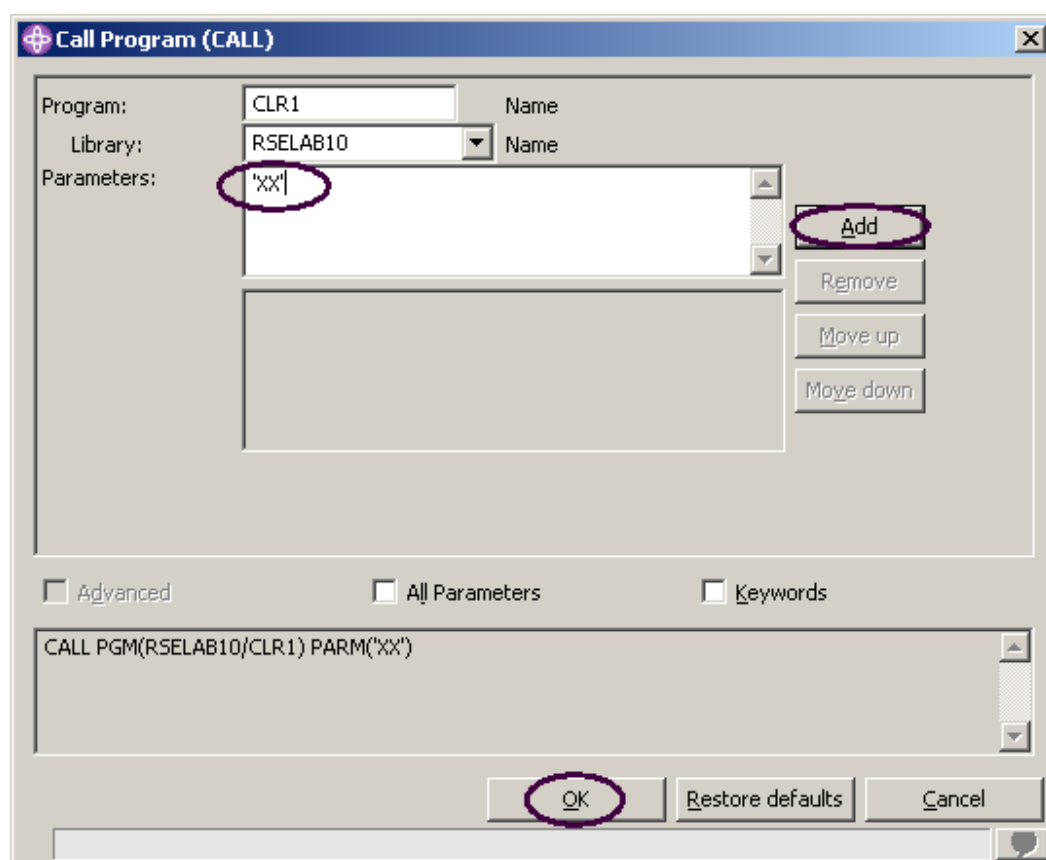 Call Program (CALL)
Program: CLR1 Name
Library: RSELAB10 Name
Parameters: 'XX'
Add
Remove
Move up
Move down
Advanced All Parameters Keywords
CALL PGM(RSELAB10/CLR1) PARM('XX')
OK Restore defaults Cancel